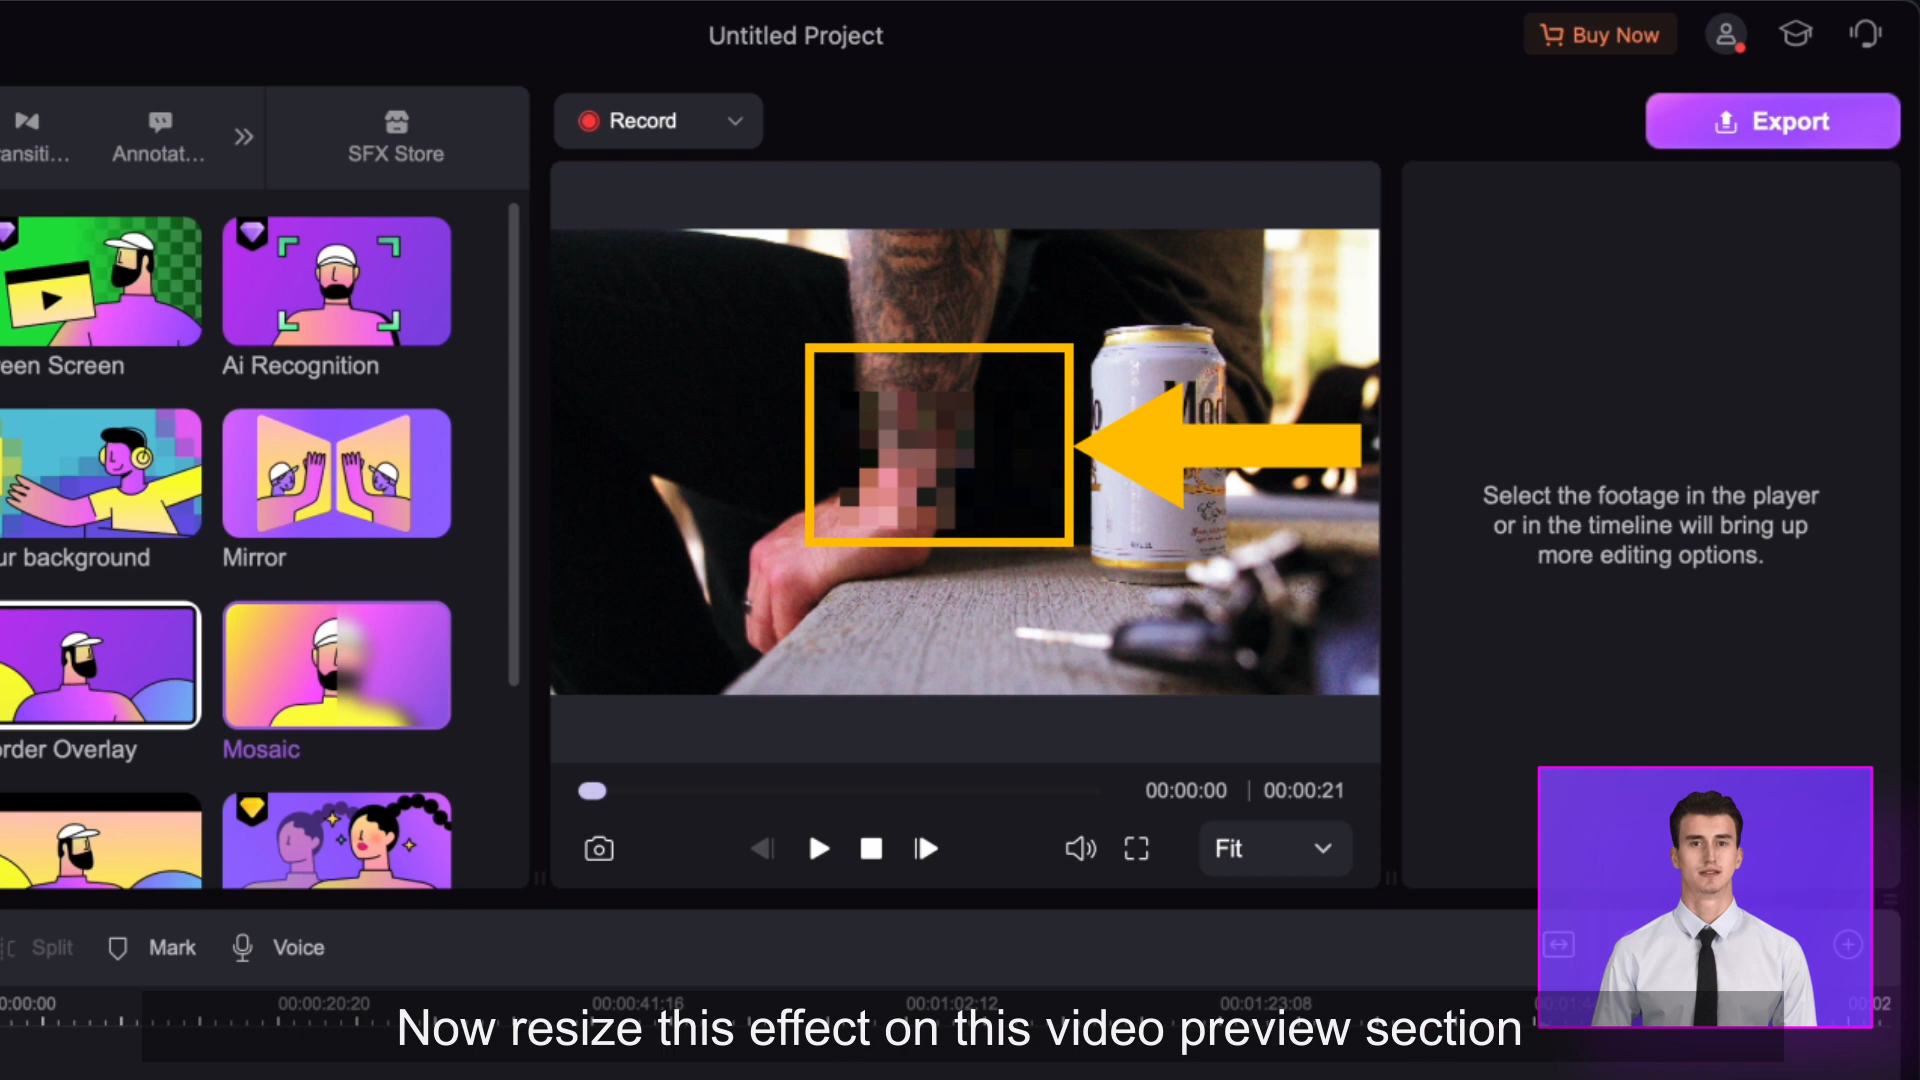 Untitled Project
Buy Now
ansiti...
Annotat...
SFX Store
Record
Export
een Screen
Ai Recognition
ur background
Mirror
rder Overlay
Mosaic
Select the footage in the player
or in the timeline will bring up
more editing options.
00:00:00 | 00:00:21
Fit
Split
Mark
Voice
0:00:00
00:00:20:20
00:00:41:16
00:01:02:12
00:01:23:08
00:02
Now resize this effect on this video preview section